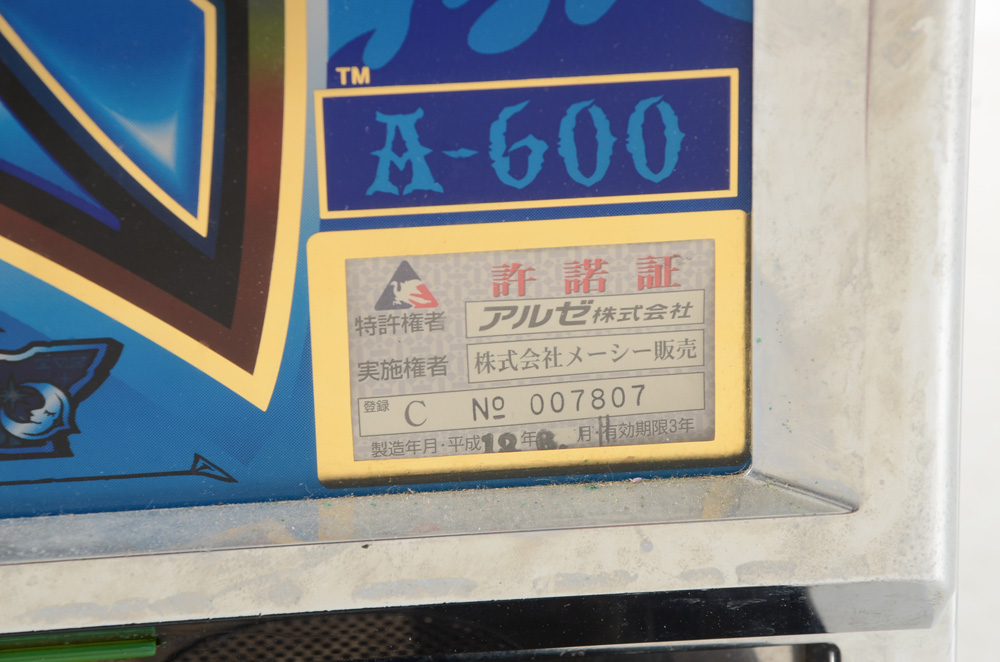 TM
A-600
許諾証
特許権者 アルゼ株式会社
実施権者 株式会社メーシー販売
登録 C № 007807
製造年月・平成12年 月・有効期限3年